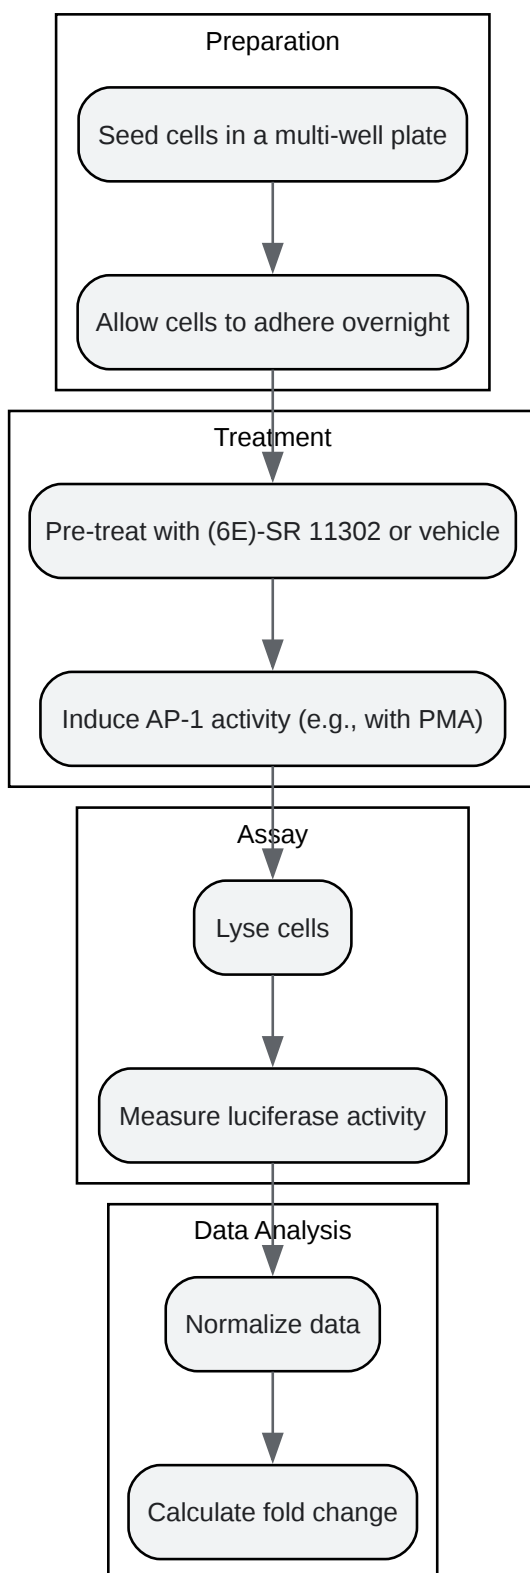 Preparation
Seed cells in a multi-well plate
Allow cells to adhere overnight
Treatment
Pre-treat with (6E)-SR 11302 or vehicle
Induce AP-1 activity (e.g., with PMA)
Assay
Lyse cells
Measure luciferase activity
Data Analysis
Normalize data
Calculate fold change